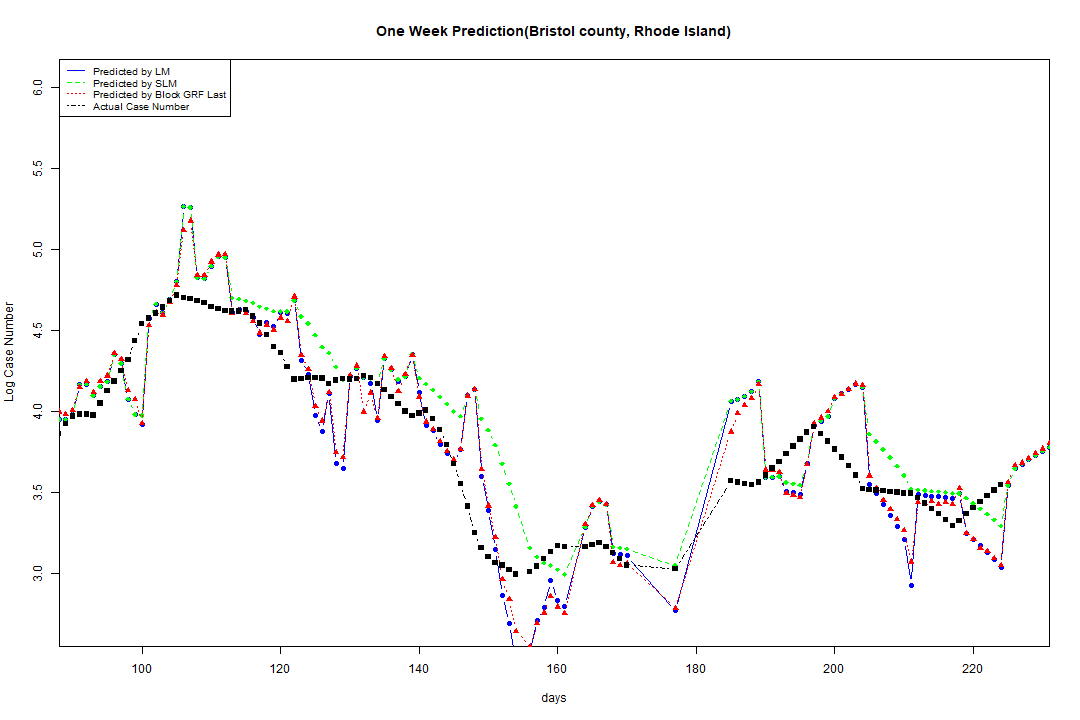 One Week Prediction(Bristol county, Rhode Island)
Predicted by LM
Predicted by SLM
Predicted by Block GRF Last
Actual Case Number
Log Case Number
6.0
5.5
5.0
4.5
4.0
3.5
3.0
100 120 140 160 180 200 220
days